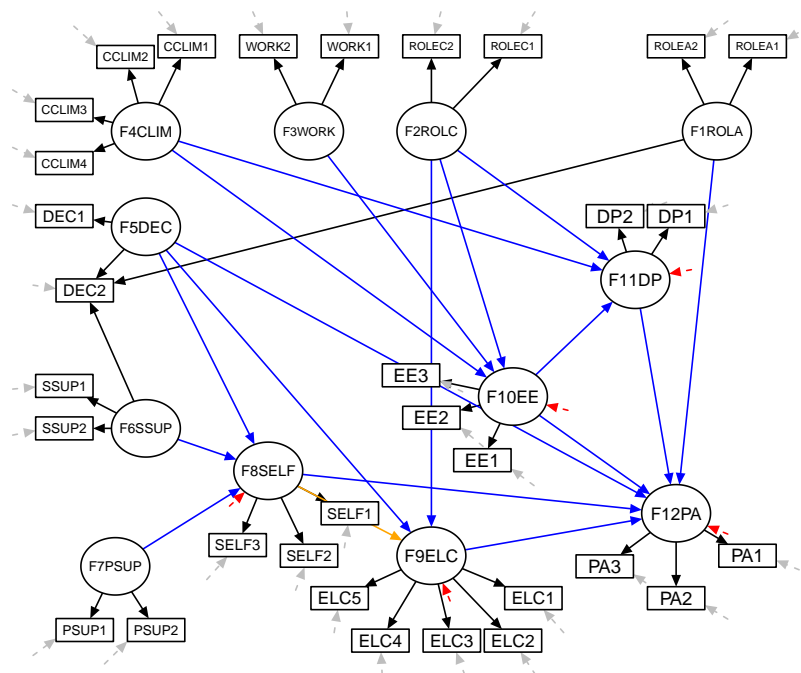 CCLIM2
CCLIM1
WORK2
WORK1
ROLEC2
ROLEC1
ROLEA2
ROLEA1
CCLIM3
CCLIM4
F4CLIM
F3WORK
F2ROLC
F1ROLA
DEC1
F5DEC
DP2
DP1
DEC2
F11DP
SSUP1
SSUP2
F6SSUP
EE3
EE2
EE1
F10EE
F8SELF
SELF1
SELF3
SELF2
F12PA
F7PSUP
F9ELC
PA3
PA2
PA1
PSUP1
PSUP2
ELC5
ELC4
ELC3
ELC2
ELC1